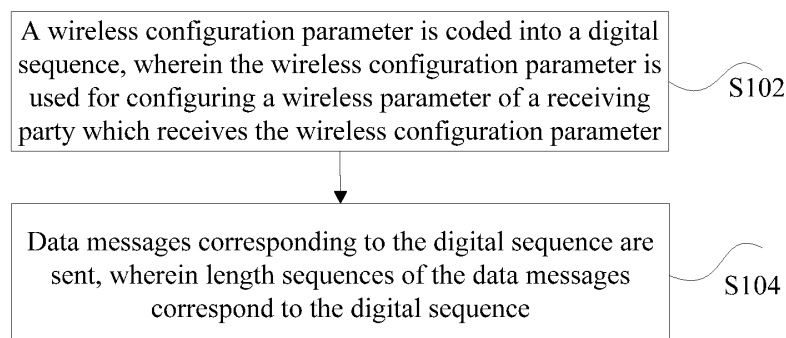 A wireless configuration parameter is coded into a digital
sequence, wherein the wireless configuration parameter is
used for configuring a wireless parameter of a receiving
party which receives the wireless configuration parameter
S102
Data messages corresponding to the digital sequence are
sent, wherein length sequences of the data messages
correspond to the digital sequence
S104